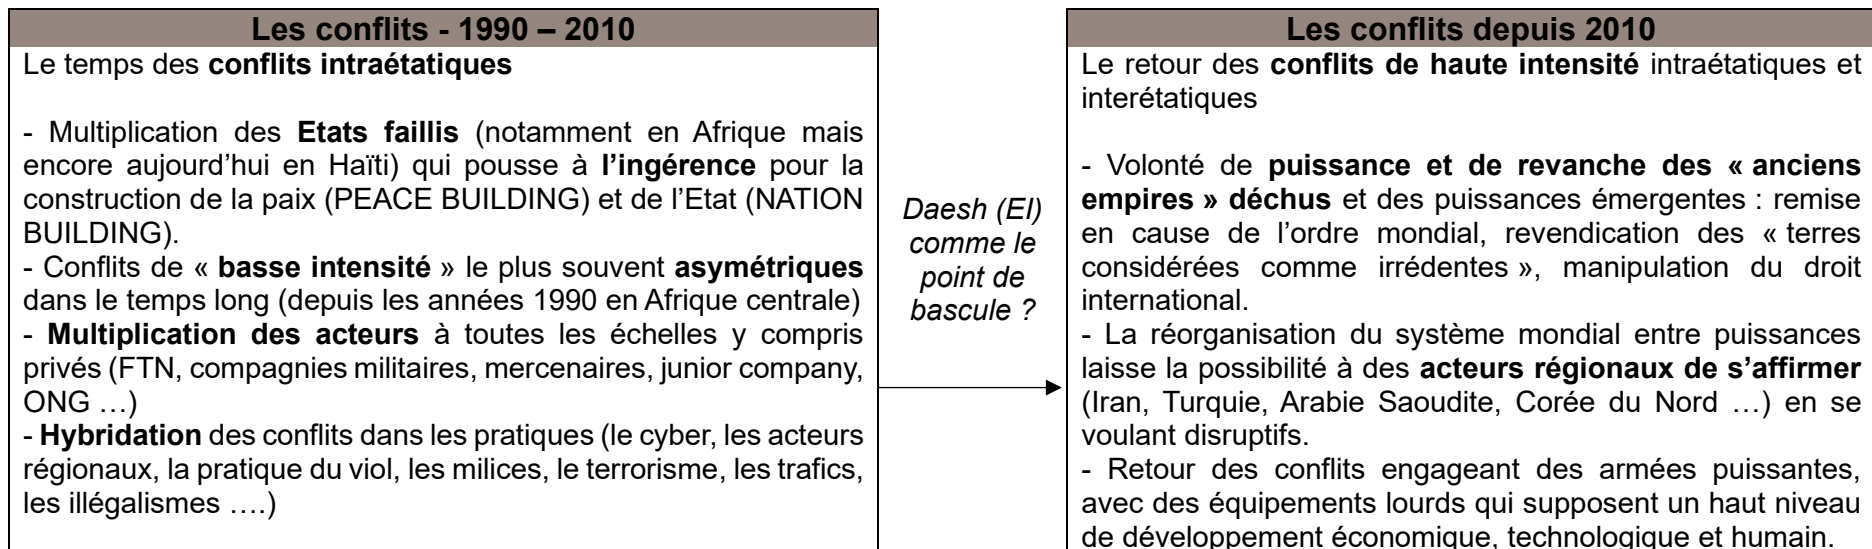 Les conflits - 1990 – 2010
Le temps des conflits intraétatiques
- Multiplication des Etats faillis (notamment en Afrique mais
encore aujourd’hui en Haïti) qui pousse à l’ingérence pour la
construction de la paix (PEACE BUILDING) et de l’Etat (NATION
BUILDING).
- Conflits de « basse intensité » le plus souvent asymétriques
dans le temps long (depuis les années 1990 en Afrique centrale)
- Multiplication des acteurs à toutes les échelles y compris
privés (FTN, compagnies militaires, mercenaires, junior company,
ONG …)
- Hybridation des conflits dans les pratiques (le cyber, les acteurs
régionaux, la pratique du viol, les milices, le terrorisme, les trafics,
les illégalismes ….)
Daesh (EI)
comme le
point de
bascule ?
Les conflits depuis 2010
Le retour des conflits de haute intensité intraétatiques et
interétatiques
- Volonté de puissance et de revanche des « anciens
empires » déchus et des puissances émergentes : remise
en cause de l’ordre mondial, revendication des « terres
considérées comme irrédentes », manipulation du droit
international.
- La réorganisation du système mondial entre puissances
laisse la possibilité à des acteurs régionaux de s’affirmer
(Iran, Turquie, Arabie Saoudite, Corée du Nord …) en se
voulant disruptifs.
- Retour des conflits engageant des armées puissantes,
avec des équipements lourds qui supposent un haut niveau
de développement économique, technologique et humain.